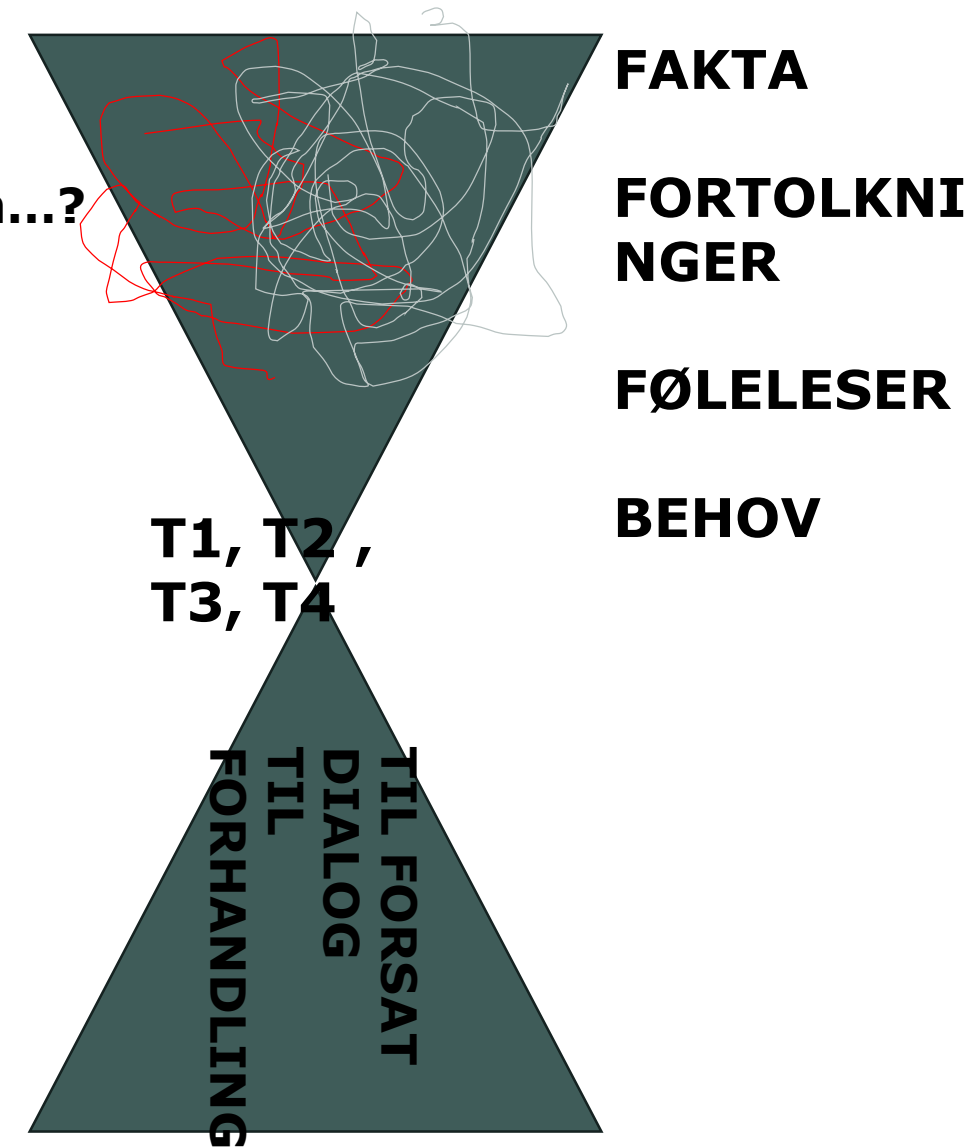 FAKTA
...?
FORTOLKNI
NGER
FØLELESER
BEHOV
T1, T2 ,
T3, T4
TIL FORSAT
DIALOG
TIL
FORHANDLING